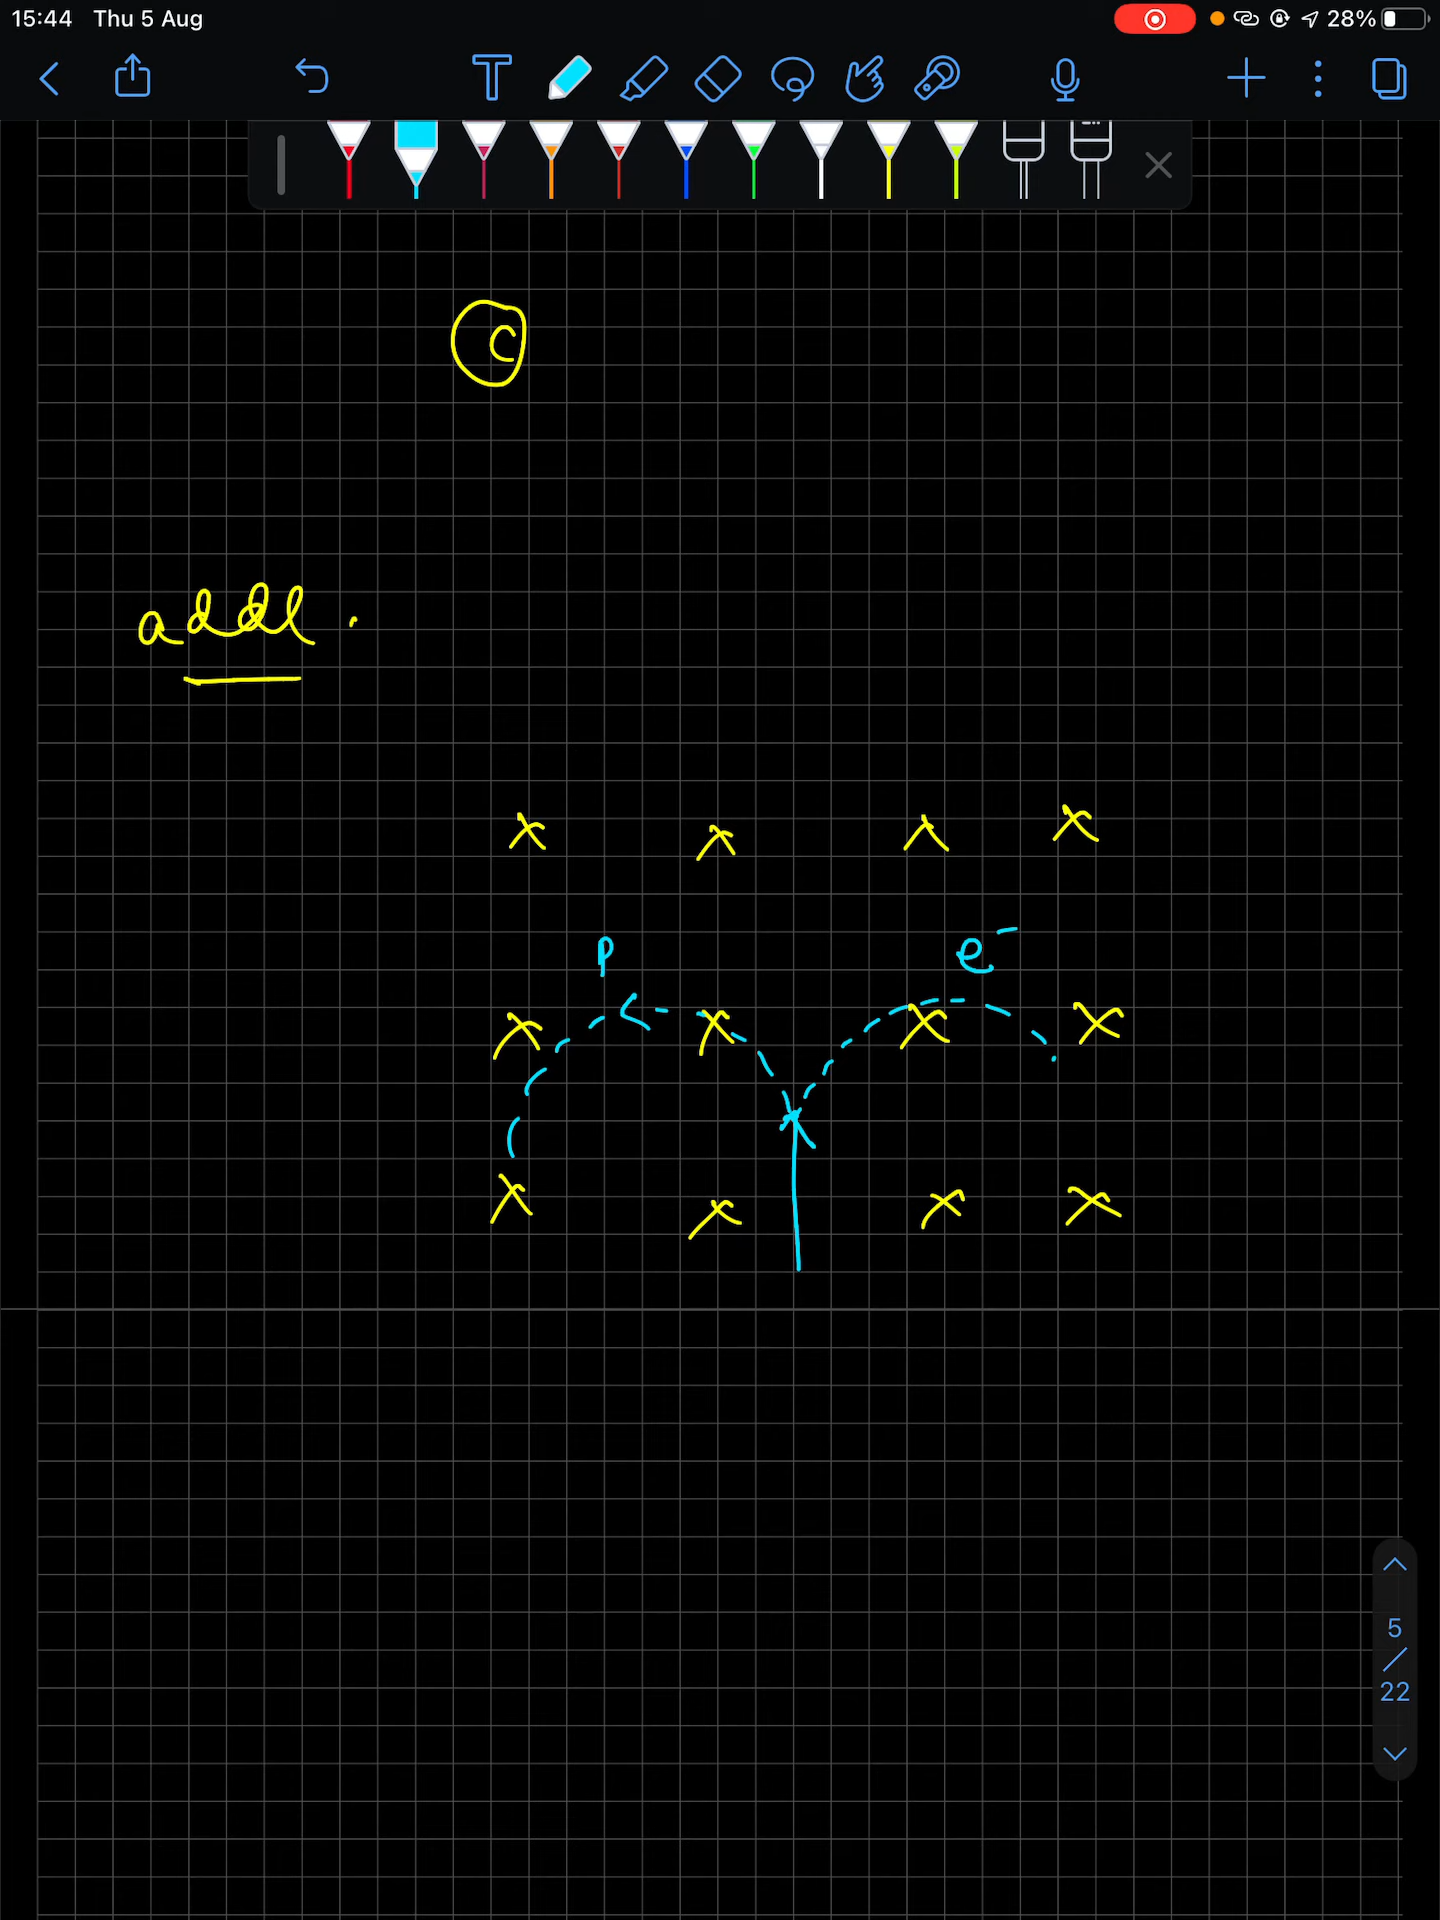 15:44 Thu 5 Aug 28%
T
C
addl.
x x x x
p e⁻
x x x x
x x x x
5
/
22